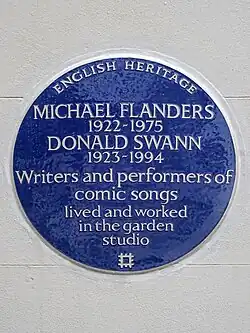 ENGLISH HERITAGE
MICHAEL FLANDERS
1922-1975
DONALD SWANN
1923-1994
Writers and performers of
comic songs
lived and worked
in the garden
studio